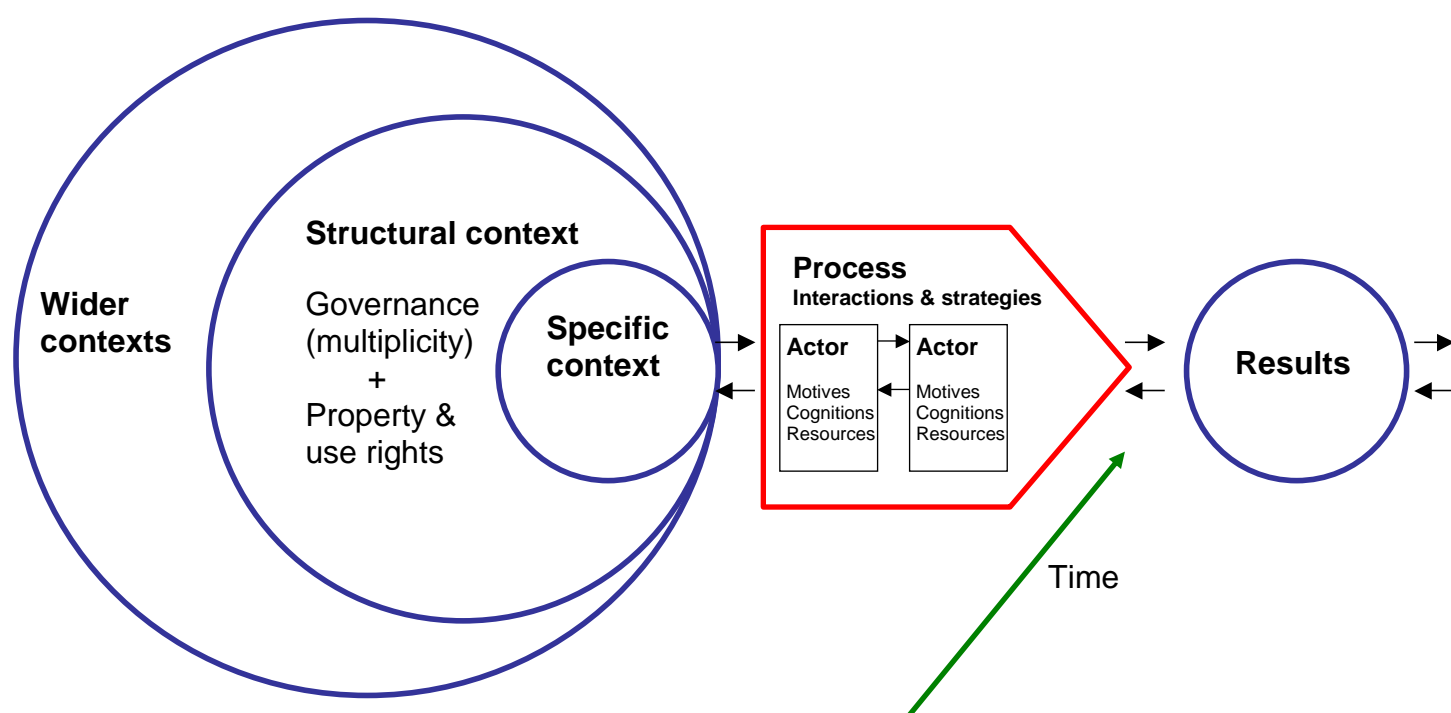 Wider
contexts
Structural context
Governance
(multiplicity)
+
Property &
use rights
Specific
context
Process
Interactions & strategies
Actor
Motives
Cognitions
Resources
Actor
Motives
Cognitions
Resources
Results
Time